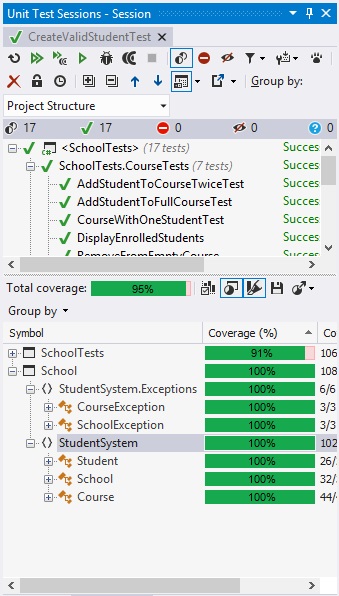 Unit Test Sessions - Session
CreateValidStudentTest
Group by:
Project Structure
17 17 0 0 0
<SchoolTests> (17 tests) Succes
SchoolTests.CourseTests (7 tests) Succes
AddStudentToCourseTwiceTest Succes
AddStudentToFullCourseTest Succes
CourseWithOneStudentTest Succes
DisplayEnrolledStudents Succes
RemoveFromEmptyCourse Succes
Total coverage: 95%
Group by
Symbol Coverage (%) Co
SchoolTests 91% 106
School 100% 108
StudentSystem.Exceptions 100% 6/6
CourseException 100% 3/3
SchoolException 100% 3/3
StudentSystem 100% 102
Student 100% 26/
School 100% 32/
Course 100% 44/